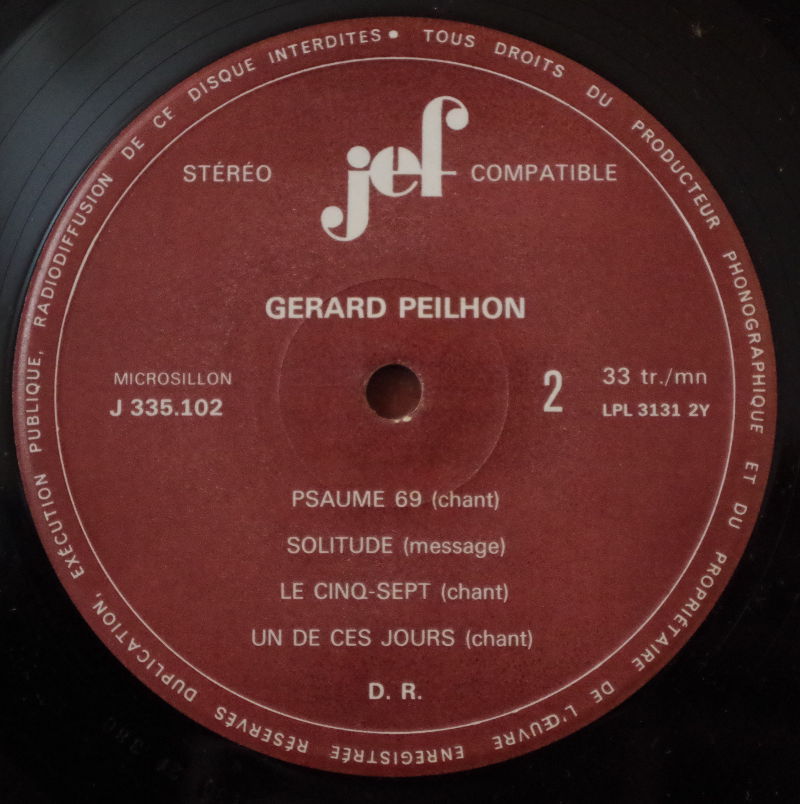 TOUS DROITS DU PRODUCTEUR PHONOGRAPHIQUE ET DU PROPRIÉTAIRE DE L'ŒUVRE ENREGISTRÉE RÉSERVÉS DUPLICATION, EXÉCUTION PUBLIQUE, RADIODIFFUSION DE CE DISQUE INTERDITES •
STÉRÉO jef COMPATIBLE
GERARD PEILHON
MICROSILLON
J 335.102
2
33 tr./mn
LPL 3131 2Y
PSAUME 69 (chant)
SOLITUDE (message)
LE CINQ-SEPT (chant)
UN DE CES JOURS (chant)
D. R.